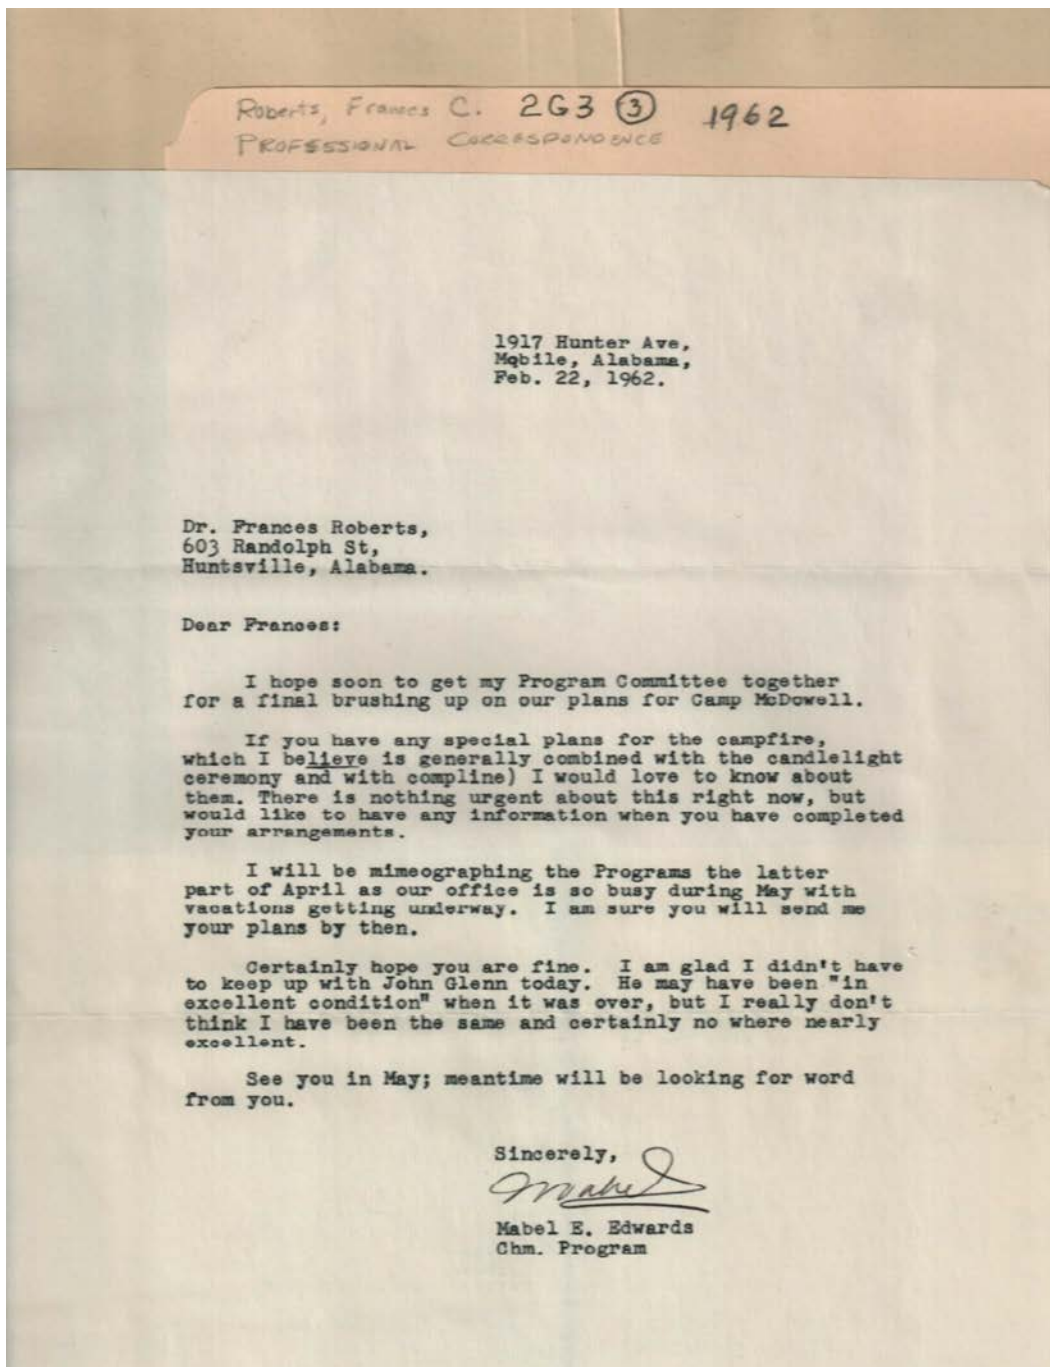 Roberts, Frances C. 2G3 ③ 1962
PROFESSIONAL CORRESPONDENCE
1917 Hunter Ave,
Mqbile, Alabama,
Feb. 22, 1962.
Dr. Frances Roberts,
603 Randolph St,
Huntsville, Alabama.
Dear Frances:
I hope soon to get my Program Committee together
for a final brushing up on our plans for Camp McDowell.
If you have any special plans for the campfire,
which I believe is generally combined with the candlelight
ceremony and with compline) I would love to know about
them. There is nothing urgent about this right now, but
would like to have any information when you have completed
your arrangements.
I will be mimeographing the Programs the latter
part of April as our office is so busy during May with
vacations getting underway. I am sure you will send me
your plans by then.
Certainly hope you are fine. I am glad I didn't have
to keep up with John Glenn today. He may have been "in
excellent condition" when it was over, but I really don't
think I have been the same and certainly no where nearly
excellent.
See you in May; meantime will be looking for word
from you.
Sincerely,
Mabel
Mabel E. Edwards
Chm. Program